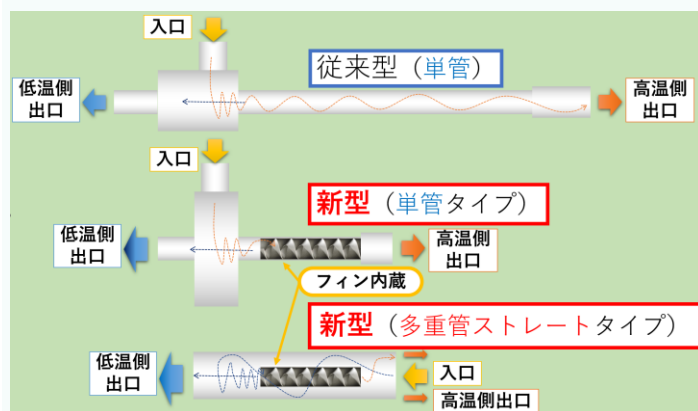 入口
従来型（単管）
低温側
出口
高温側
出口
入口
新型（単管タイプ）
低温側
出口
高温側
出口
フィン内蔵
新型（多重管ストレートタイプ）
低温側
出口
入口
高温側出口